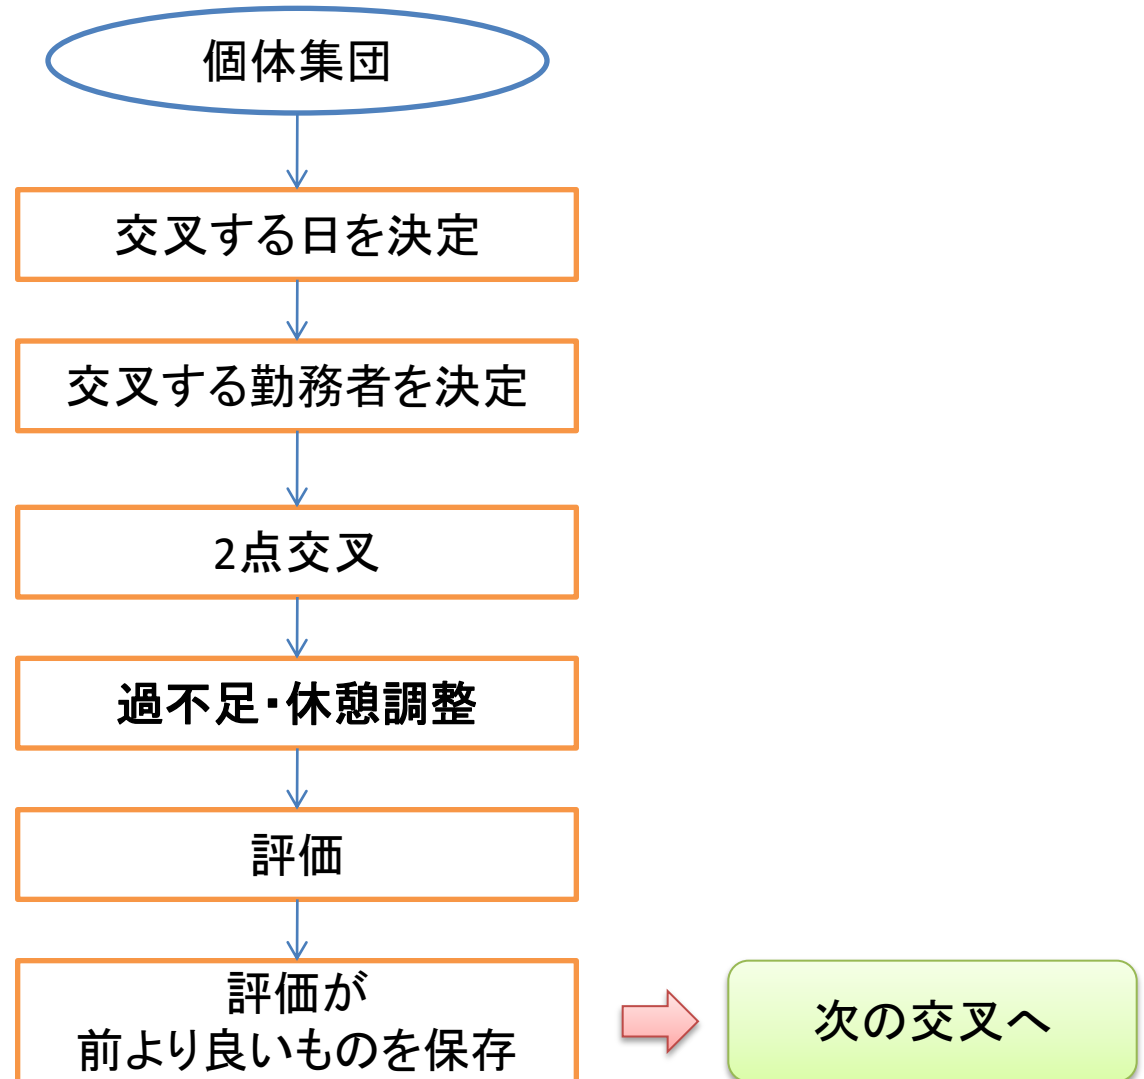 個体集団
交叉する日を決定
交叉する勤務者を決定
2点交叉
過不足・休憩調整
評価
評価が
前より良いものを保存
次の交叉へ